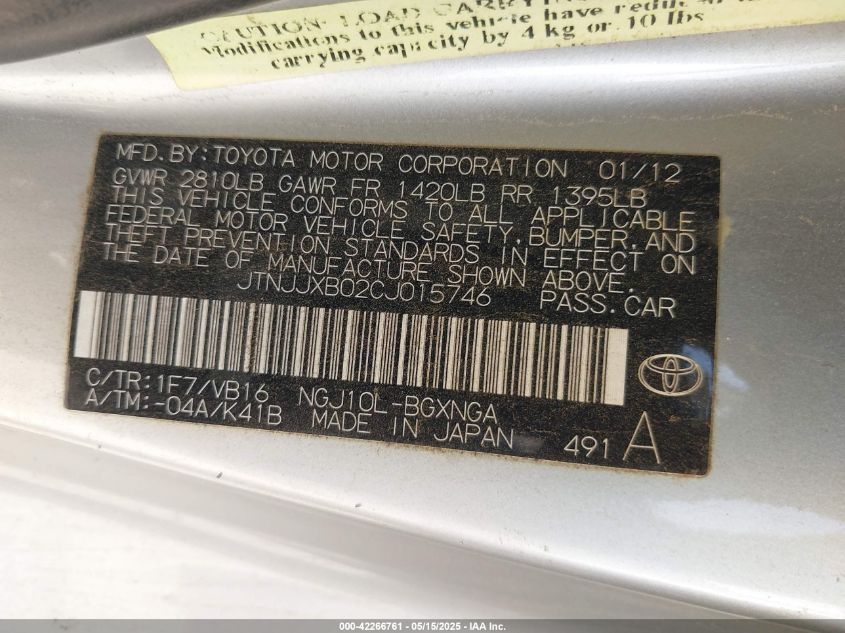 CAUTION: LOAD
Modifications to this vehicle have
carrying capacity by 4 kg or 10 lbs
MFD.BY:TOYOTA MOTOR CORPORATION 01/12
GVWR 2810LB GAWR FR 1420LB RR 1395LB
THIS VEHICLE CONFORMS TO ALL APPLICABLE
FEDERAL MOTOR VEHICLE SAFETY,BUMPER,AND
THEFT PREVENTION STANDARDS IN EFFECT ON
THE DATE OF MANUFACTURE SHOWN ABOVE.
JTNJJXB02CJ015746 PASS.CAR
C/TR:1F7/VB16 NGJ10L-BGXNGA
A/TM:-04A/K41B MADE IN JAPAN 491 A
000-42266761 - 05/15/2025 - IAA Inc.